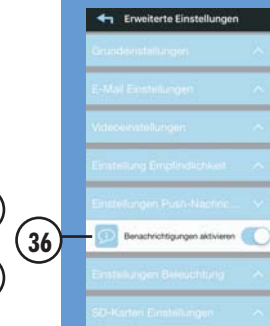 Erweiterte Einstellungen
Grundeinstellungen
E-Mail Einstellungen
Videoeinstellungen
Einstellung Empfindlichkeit
Einstellungen Push-Nachric...
36
Benachrichtigungen aktivieren
Einstellungen Beleuchtung
SD-Karten Einstellungen